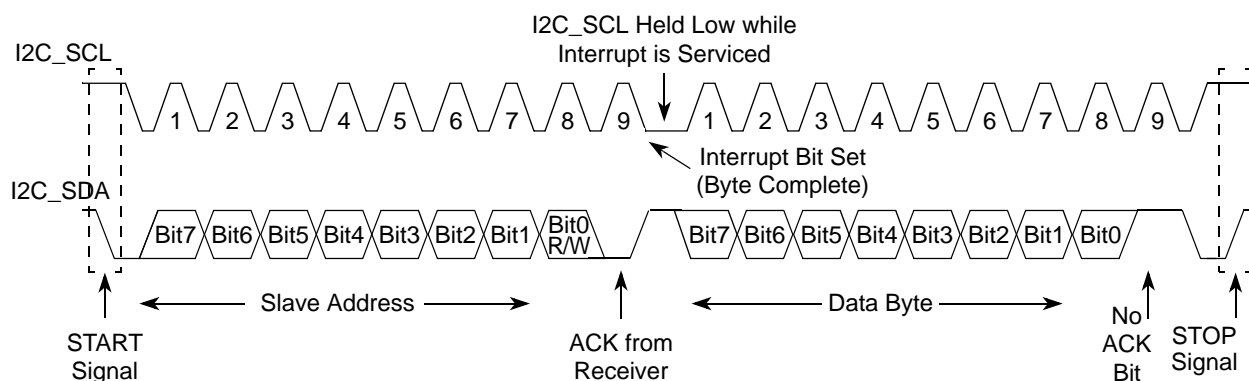 I2C_SCL Held Low while
Interrupt is Serviced
I2C_SCL
1 2 3 4 5 6 7 8 9 1 2 3 4 5 6 7 8 9
Interrupt Bit Set
(Byte Complete)
I2C_SDA
Bit7 Bit6 Bit5 Bit4 Bit3 Bit2 Bit1 Bit0 R/W Bit7 Bit6 Bit5 Bit4 Bit3 Bit2 Bit1 Bit0
Slave Address
Data Byte
START
Signal
ACK from
Receiver
No
ACK
Bit
STOP
Signal